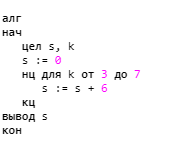 алг
нач
цел s, k
s := 0
нц для k от 3 до 7
s := s + 6
кц
вывод s
кон